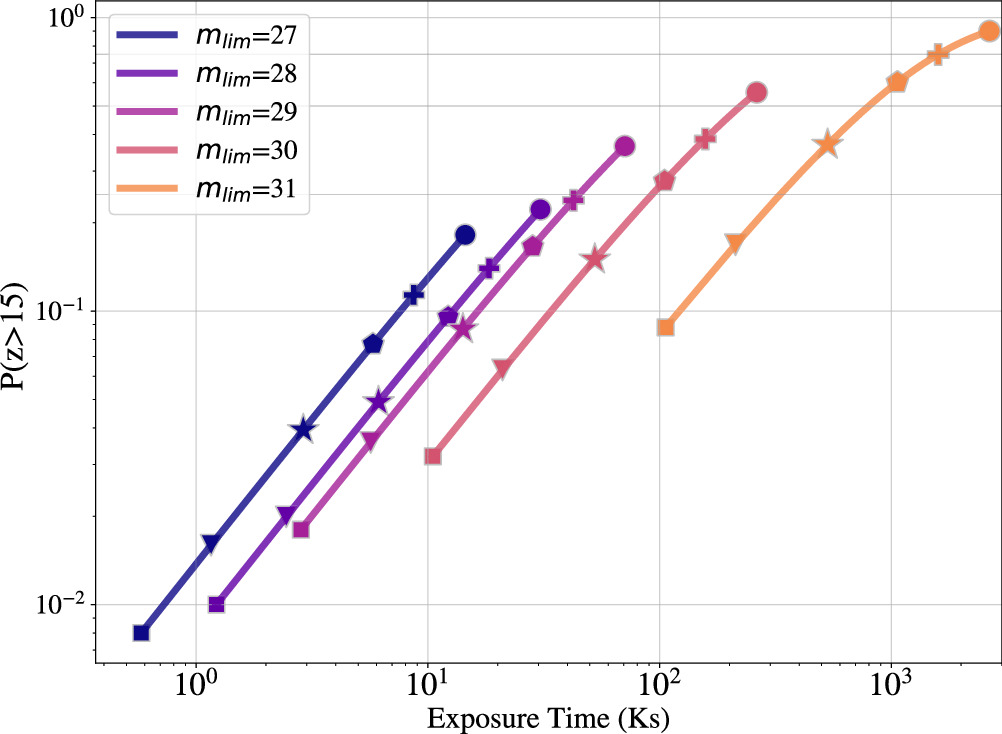 10⁰
m_lim=27
m_lim=28
m_lim=29
m_lim=30
m_lim=31
P(z>15)
10⁻¹
10⁻²
10⁰ 10¹ 10² 10³
Exposure Time (Ks)